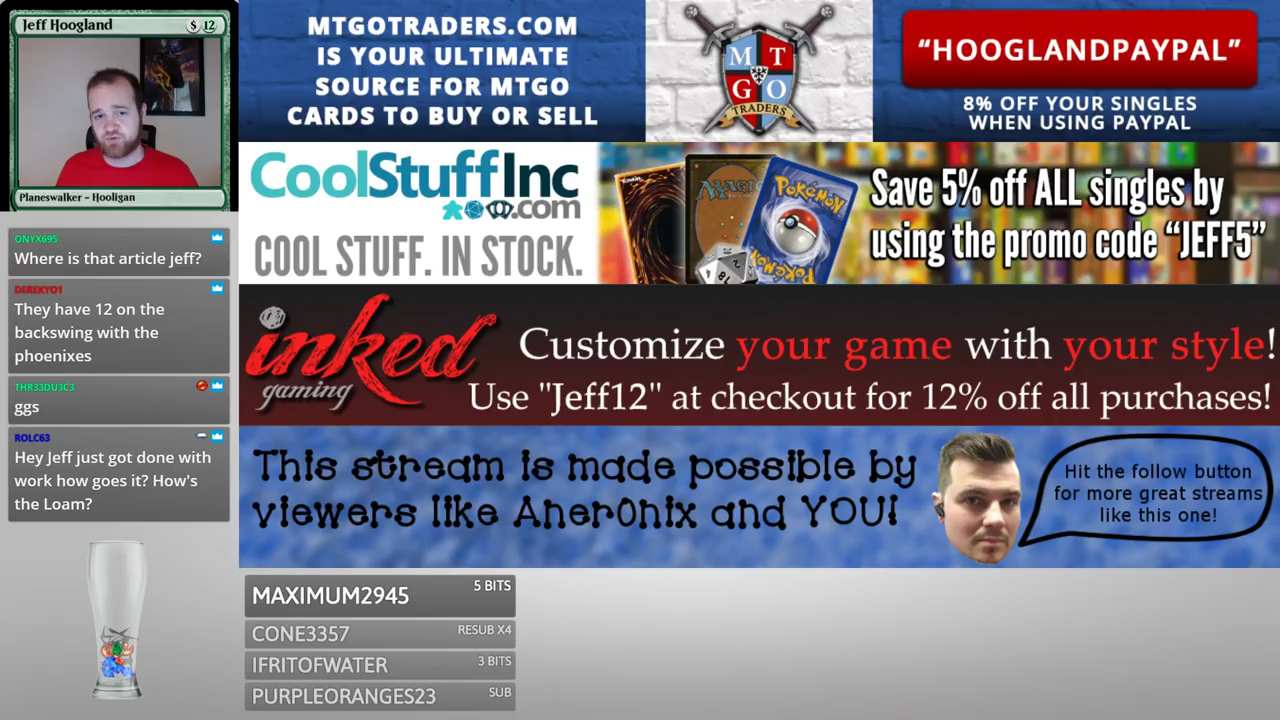 Jeff Hoogland
$ 12
Planeswalker ~ Hooligan
MTGOTRADERS.COM
IS YOUR ULTIMATE
SOURCE FOR MTGO
CARDS TO BUY OR SELL
M T
G O
TRADERS
“HOOGLANDPAYPAL”
8% OFF YOUR SINGLES
WHEN USING PAYPAL
CoolStuffInc
.com
COOL STUFF. IN STOCK.
MAGIC
POKéMON
18
Save 5% off ALL singles by
using the promo code “JEFF5”
inked
gaming
Customize your game with your style!
Use "Jeff12" at checkout for 12% off all purchases!
This stream is made possible by
viewers like Aner0hix and YOU!
Hit the follow button
for more great streams
like this one!
ONYX695
Where is that article jeff?
DEREKYO1
They have 12 on the
backswing with the
phoenixes
THR33DU3C3
ggs
ROLC63
Hey Jeff just got done with
work how goes it? How's
the Loam?
MAXIMUM2945 5 BITS
CONE3357 RESUB X4
IFRITOFWATER 3 BITS
PURPLEORANGES23 SUB